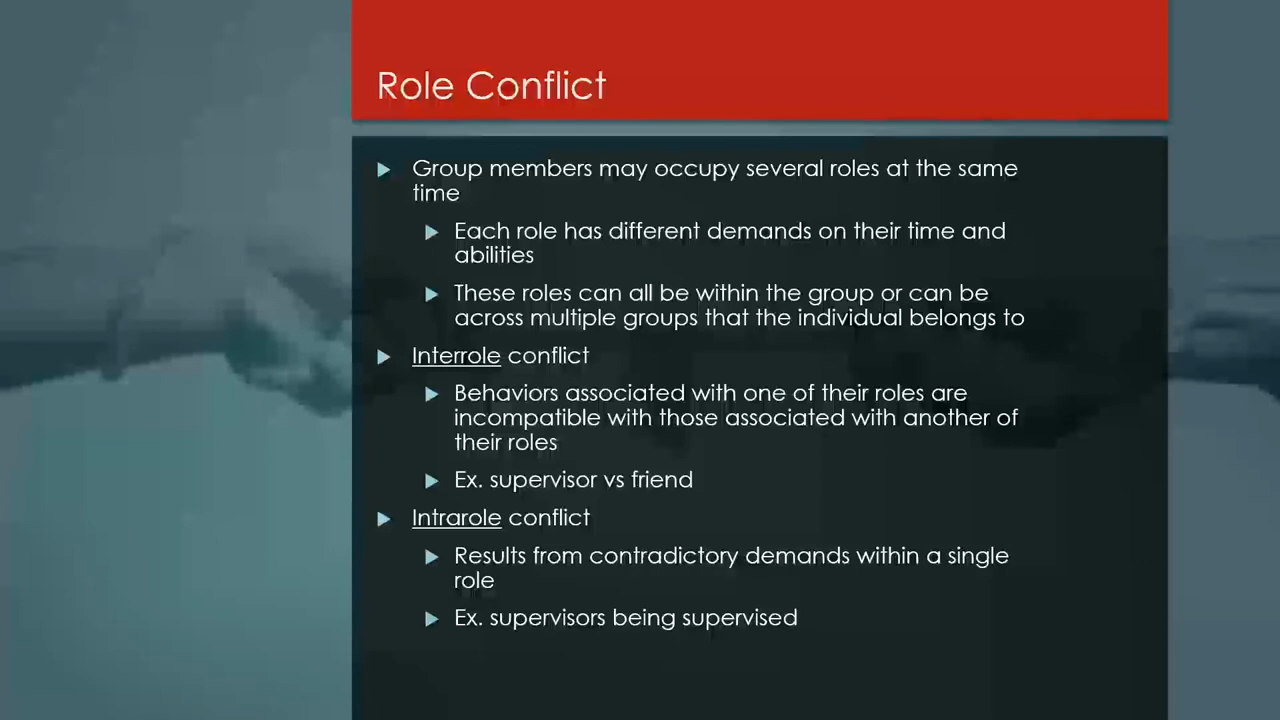 Role Conflict
Group members may occupy several roles at the same
time
Each role has different demands on their time and
abilities
These roles can all be within the group or can be
across multiple groups that the individual belongs to
Interrole conflict
Behaviors associated with one of their roles are
incompatible with those associated with another of
their roles
Ex. supervisor vs friend
Intrarole conflict
Results from contradictory demands within a single
role
Ex. supervisors being supervised